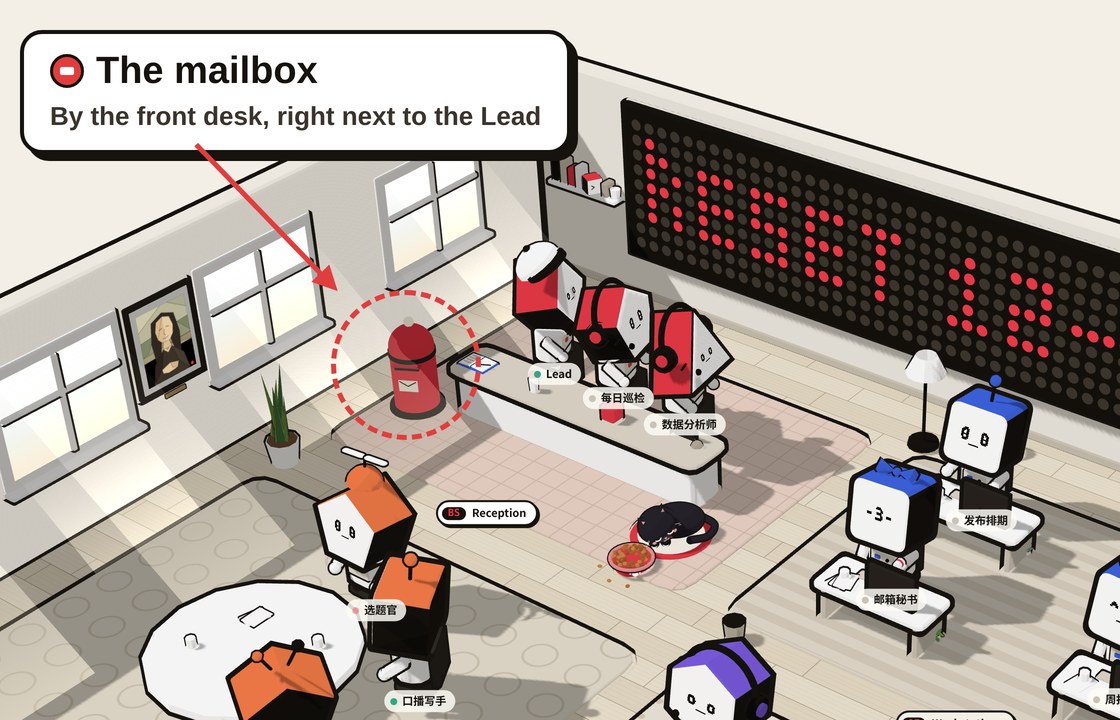 The mailbox
By the front desk, right next to the Lead
RESET 12-
Lead
每日巡检
数据分析师
BS Reception
发布排期
邮箱秘书
选题官
口播写手